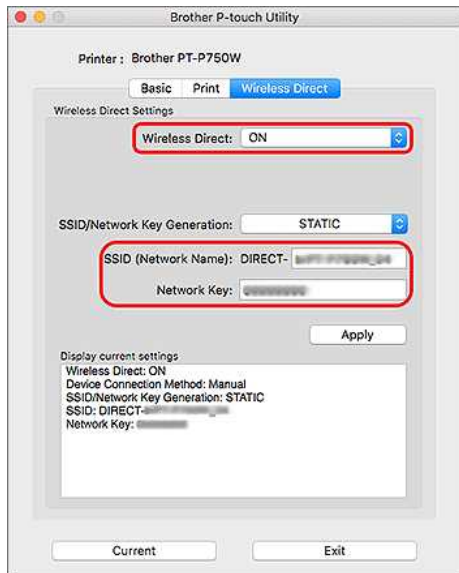 Brother P-touch Utility
Printer : Brother PT-P750W
Basic Print Wireless Direct
Wireless Direct Settings
Wireless Direct: ON
SSID/Network Key Generation: STATIC
SSID (Network Name): DIRECT-
Network Key:
Apply
Display current settings
Wireless Direct: ON
Device Connection Method: Manual
SSID/Network Key Generation: STATIC
SSID: DIRECT-
Network Key:
Current Exit